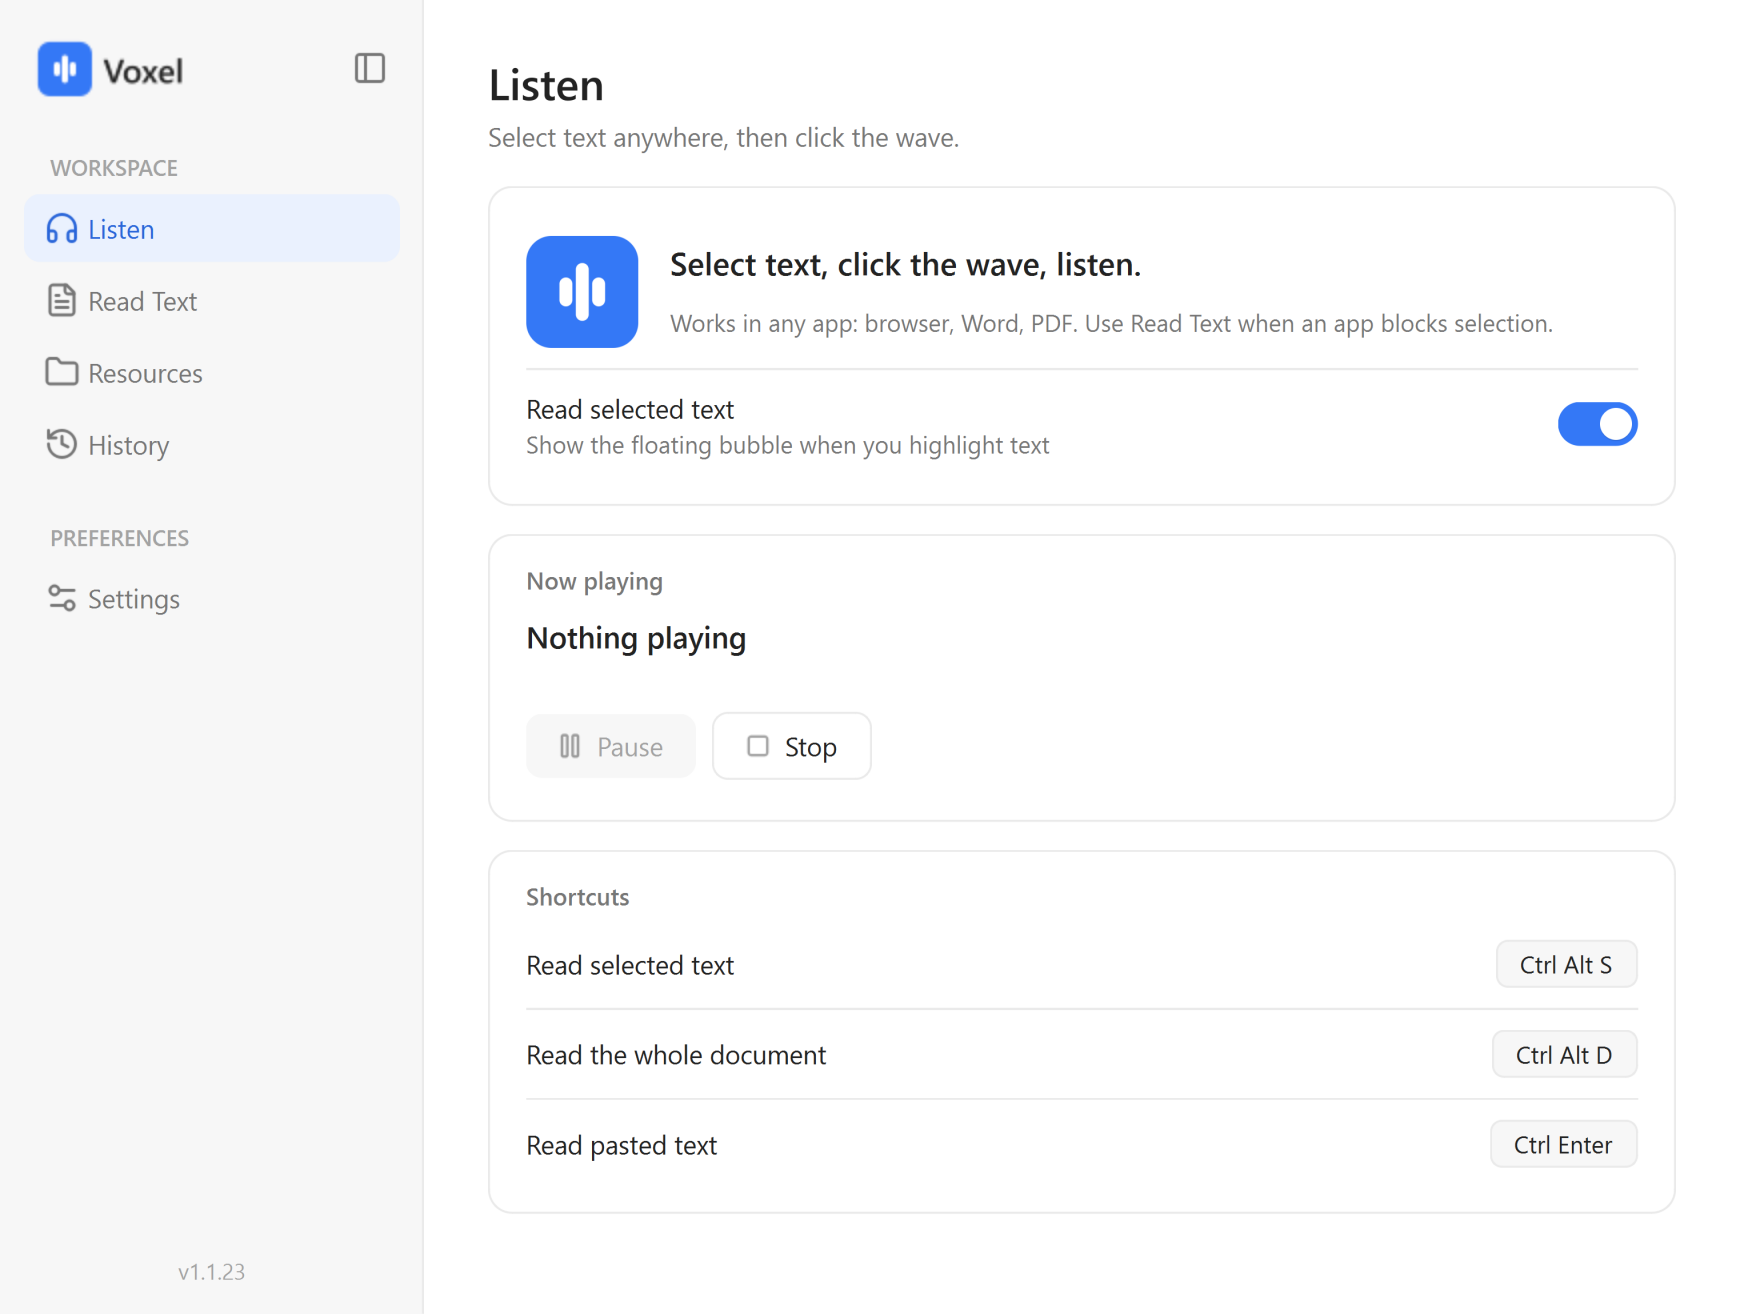 Voxel
WORKSPACE
Listen
Read Text
Resources
History
PREFERENCES
Settings
v1.1.23
Listen
Select text anywhere, then click the wave.
Select text, click the wave, listen.
Works in any app: browser, Word, PDF. Use Read Text when an app blocks selection.
Read selected text
Show the floating bubble when you highlight text
Now playing
Nothing playing
Pause
Stop
Shortcuts
Read selected text
Ctrl Alt S
Read the whole document
Ctrl Alt D
Read pasted text
Ctrl Enter